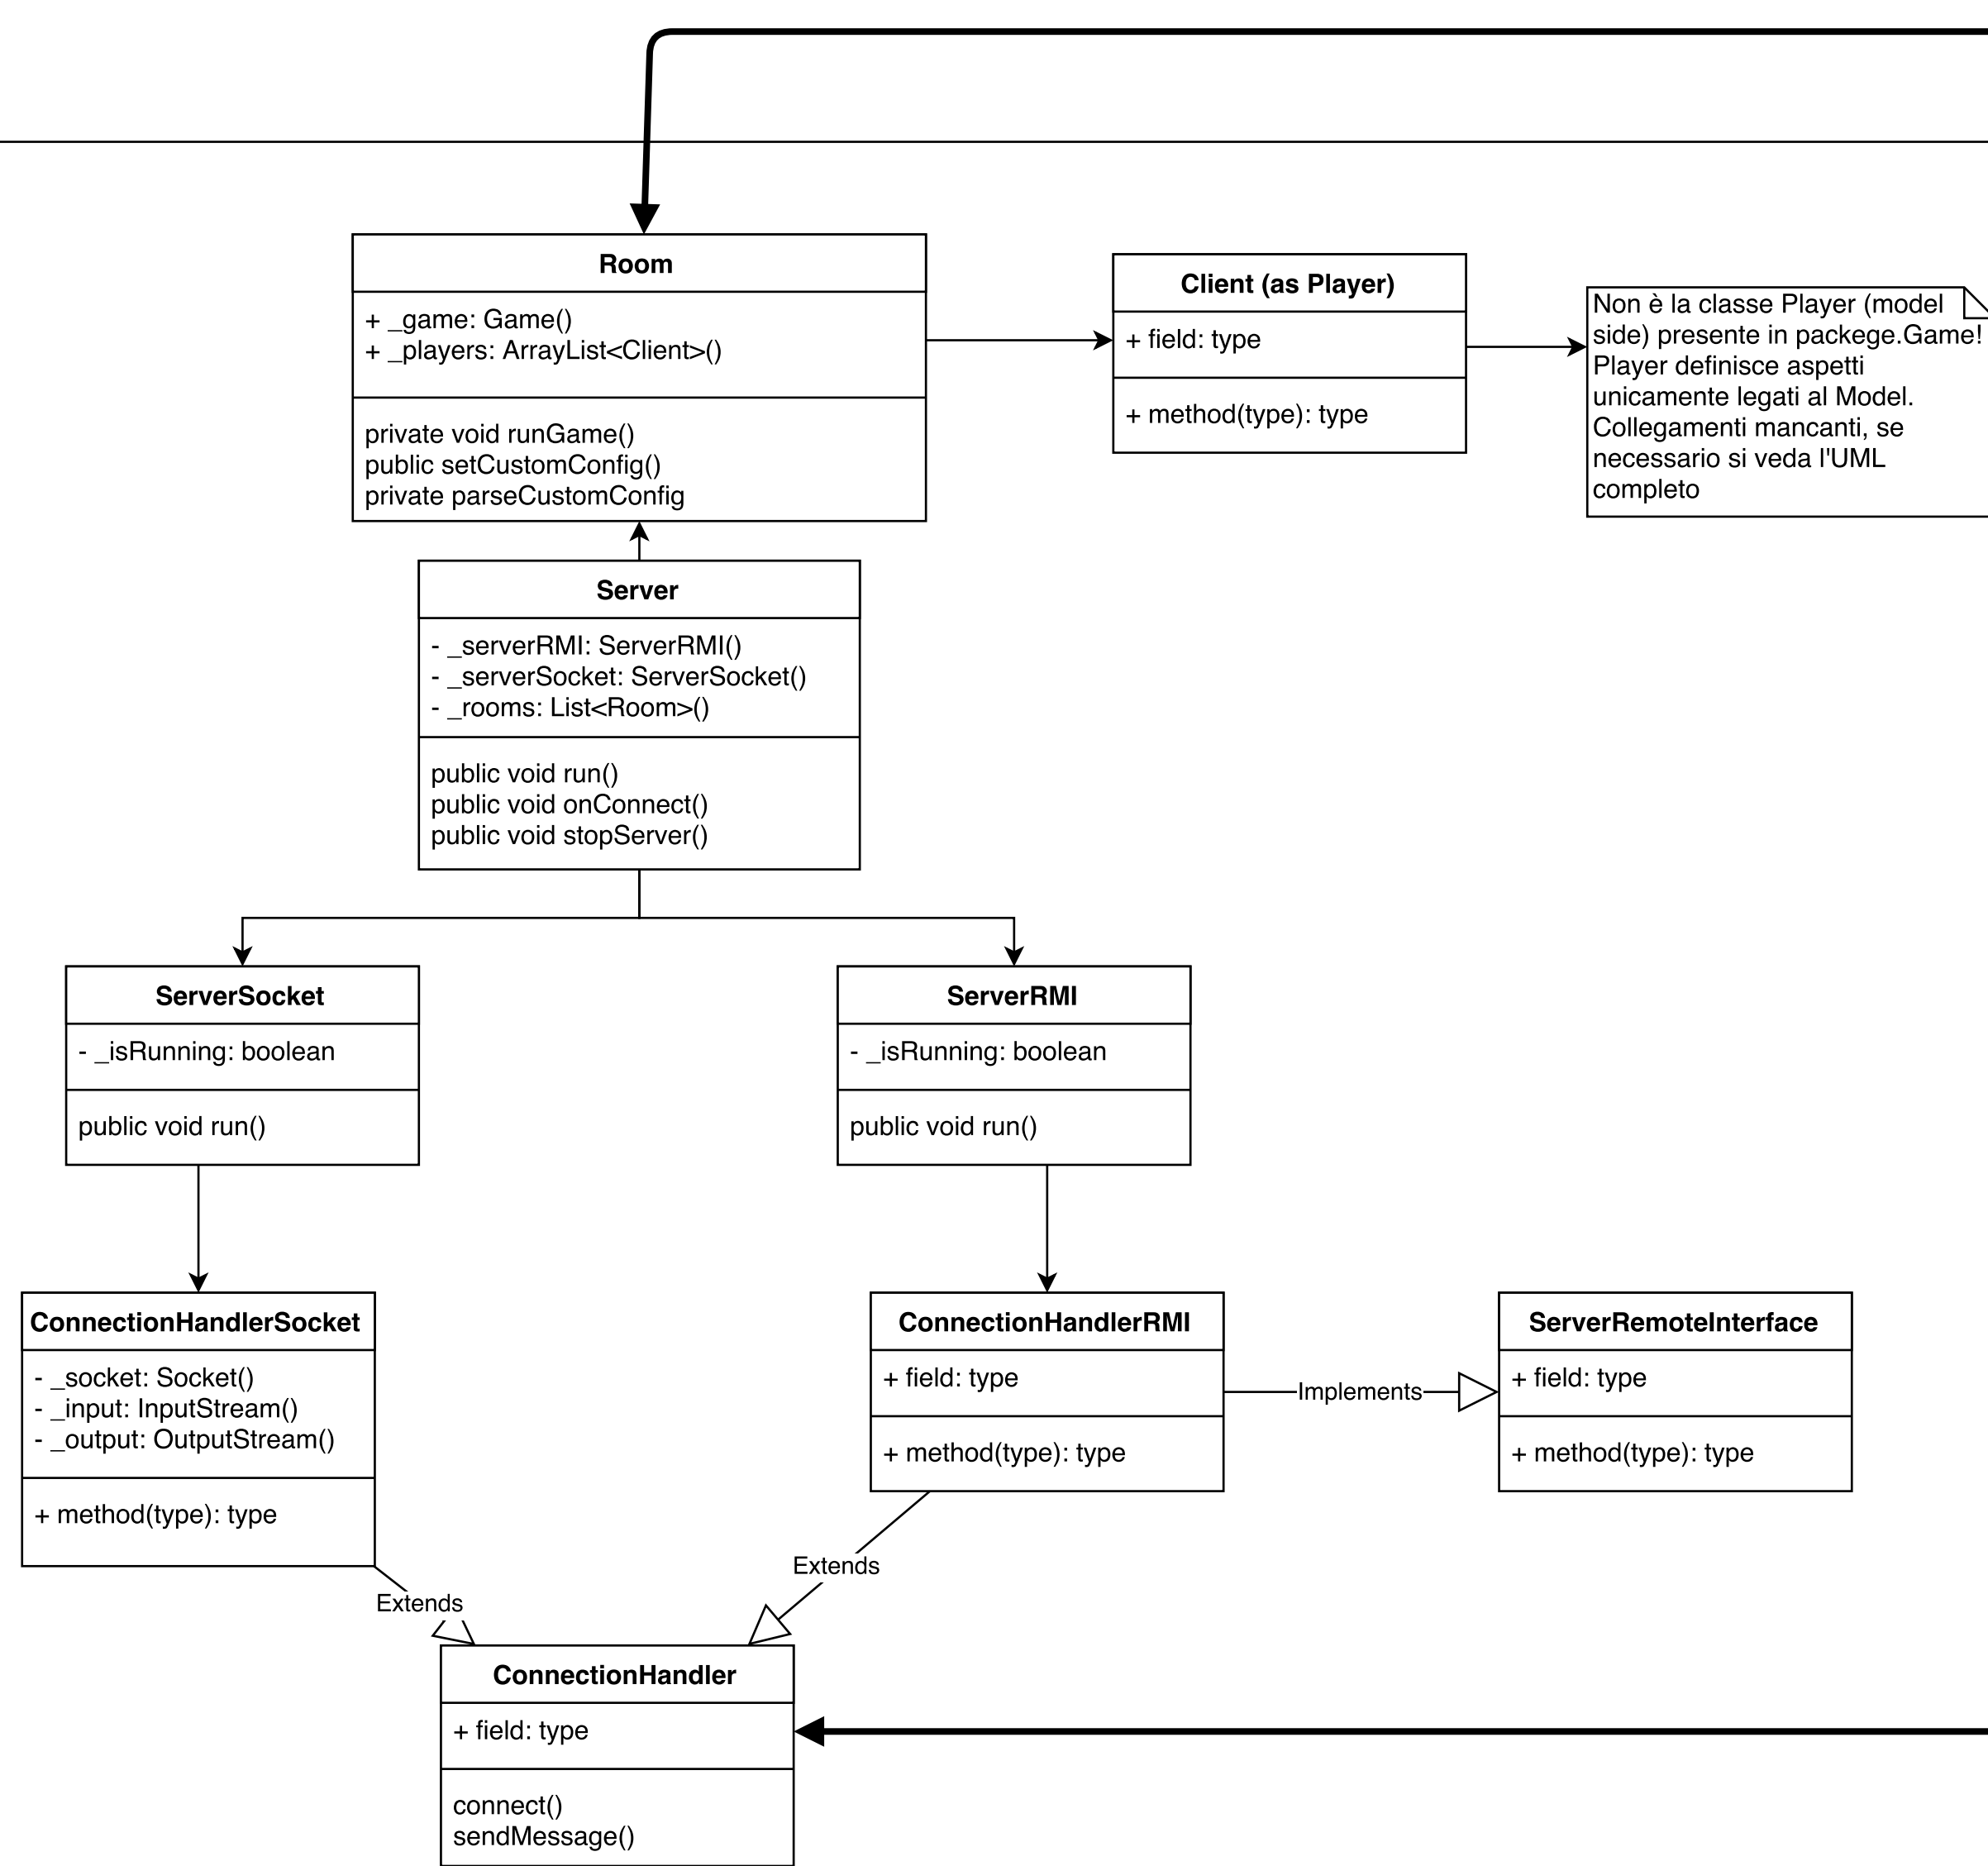 Room
+ _game: Game()
+ _players: ArrayList<Client>()
private void runGame()
public setCustomConfig()
private parseCustomConfig
Client (as Player)
+ field: type
+ method(type): type
Non è la classe Player (model
side) presente in packege.Game!
Player definisce aspetti
unicamente legati al Model.
Collegamenti mancanti, se
necessario si veda l'UML
completo
Server
- _serverRMI: ServerRMI()
- _serverSocket: ServerSocket()
- _rooms: List<Room>()
public void run()
public void onConnect()
public void stopServer()
ServerSocket
- _isRunning: boolean
public void run()
ServerRMI
- _isRunning: boolean
public void run()
ConnectionHandlerSocket
- _socket: Socket()
- _input: InputStream()
- _output: OutputStream()
+ method(type): type
ConnectionHandlerRMI
+ field: type
+ method(type): type
Implements
ServerRemoteInterface
+ field: type
+ method(type): type
Extends
Extends
ConnectionHandler
+ field: type
connect()
sendMessage()